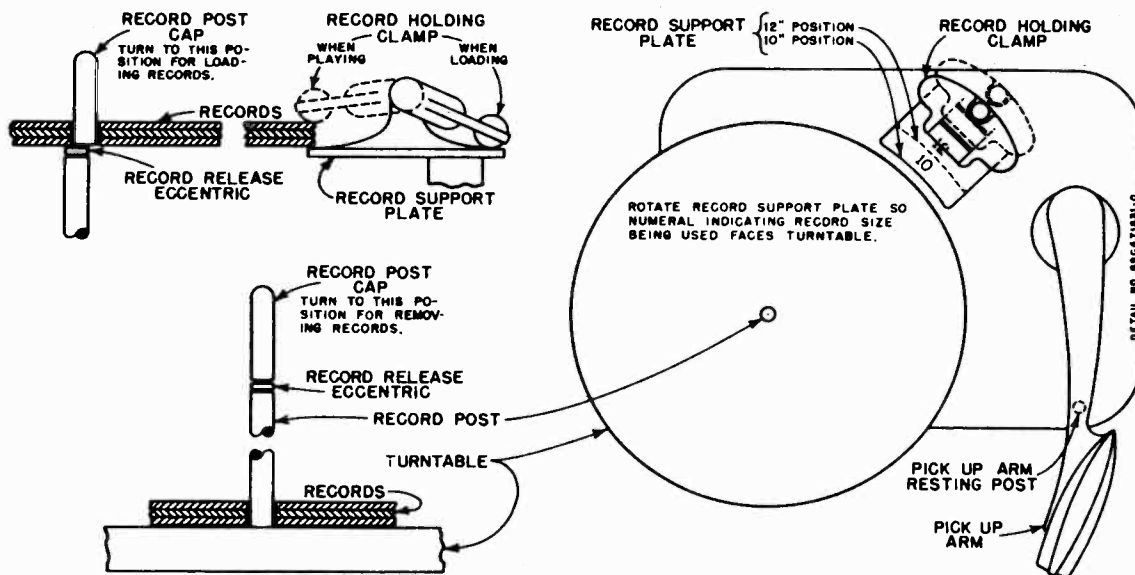 RECORD POST
CAP
TURN TO THIS PO-
SITION FOR LOAD-
ING RECORDS.
RECORD HOLDING
CLAMP
WHEN
PLAYING
WHEN
LOADING
RECORDS
RECORD RELEASE
ECCENTRIC
RECORD SUPPORT
PLATE
RECORD SUPPORT
PLATE
12" POSITION
10" POSITION
RECORD HOLDING
CLAMP
12
10
ROTATE RECORD SUPPORT PLATE SO
NUMERAL INDICATING RECORD SIZE
BEING USED FACES TURNTABLE.
RECORD POST
CAP
TURN TO THIS PO-
SITION FOR REMOV-
ING RECORDS.
RECORD RELEASE
ECCENTRIC
RECORD POST
TURNTABLE
RECORDS
PICK UP ARM
RESTING POST
PICK UP
ARM
DETAIL NO.